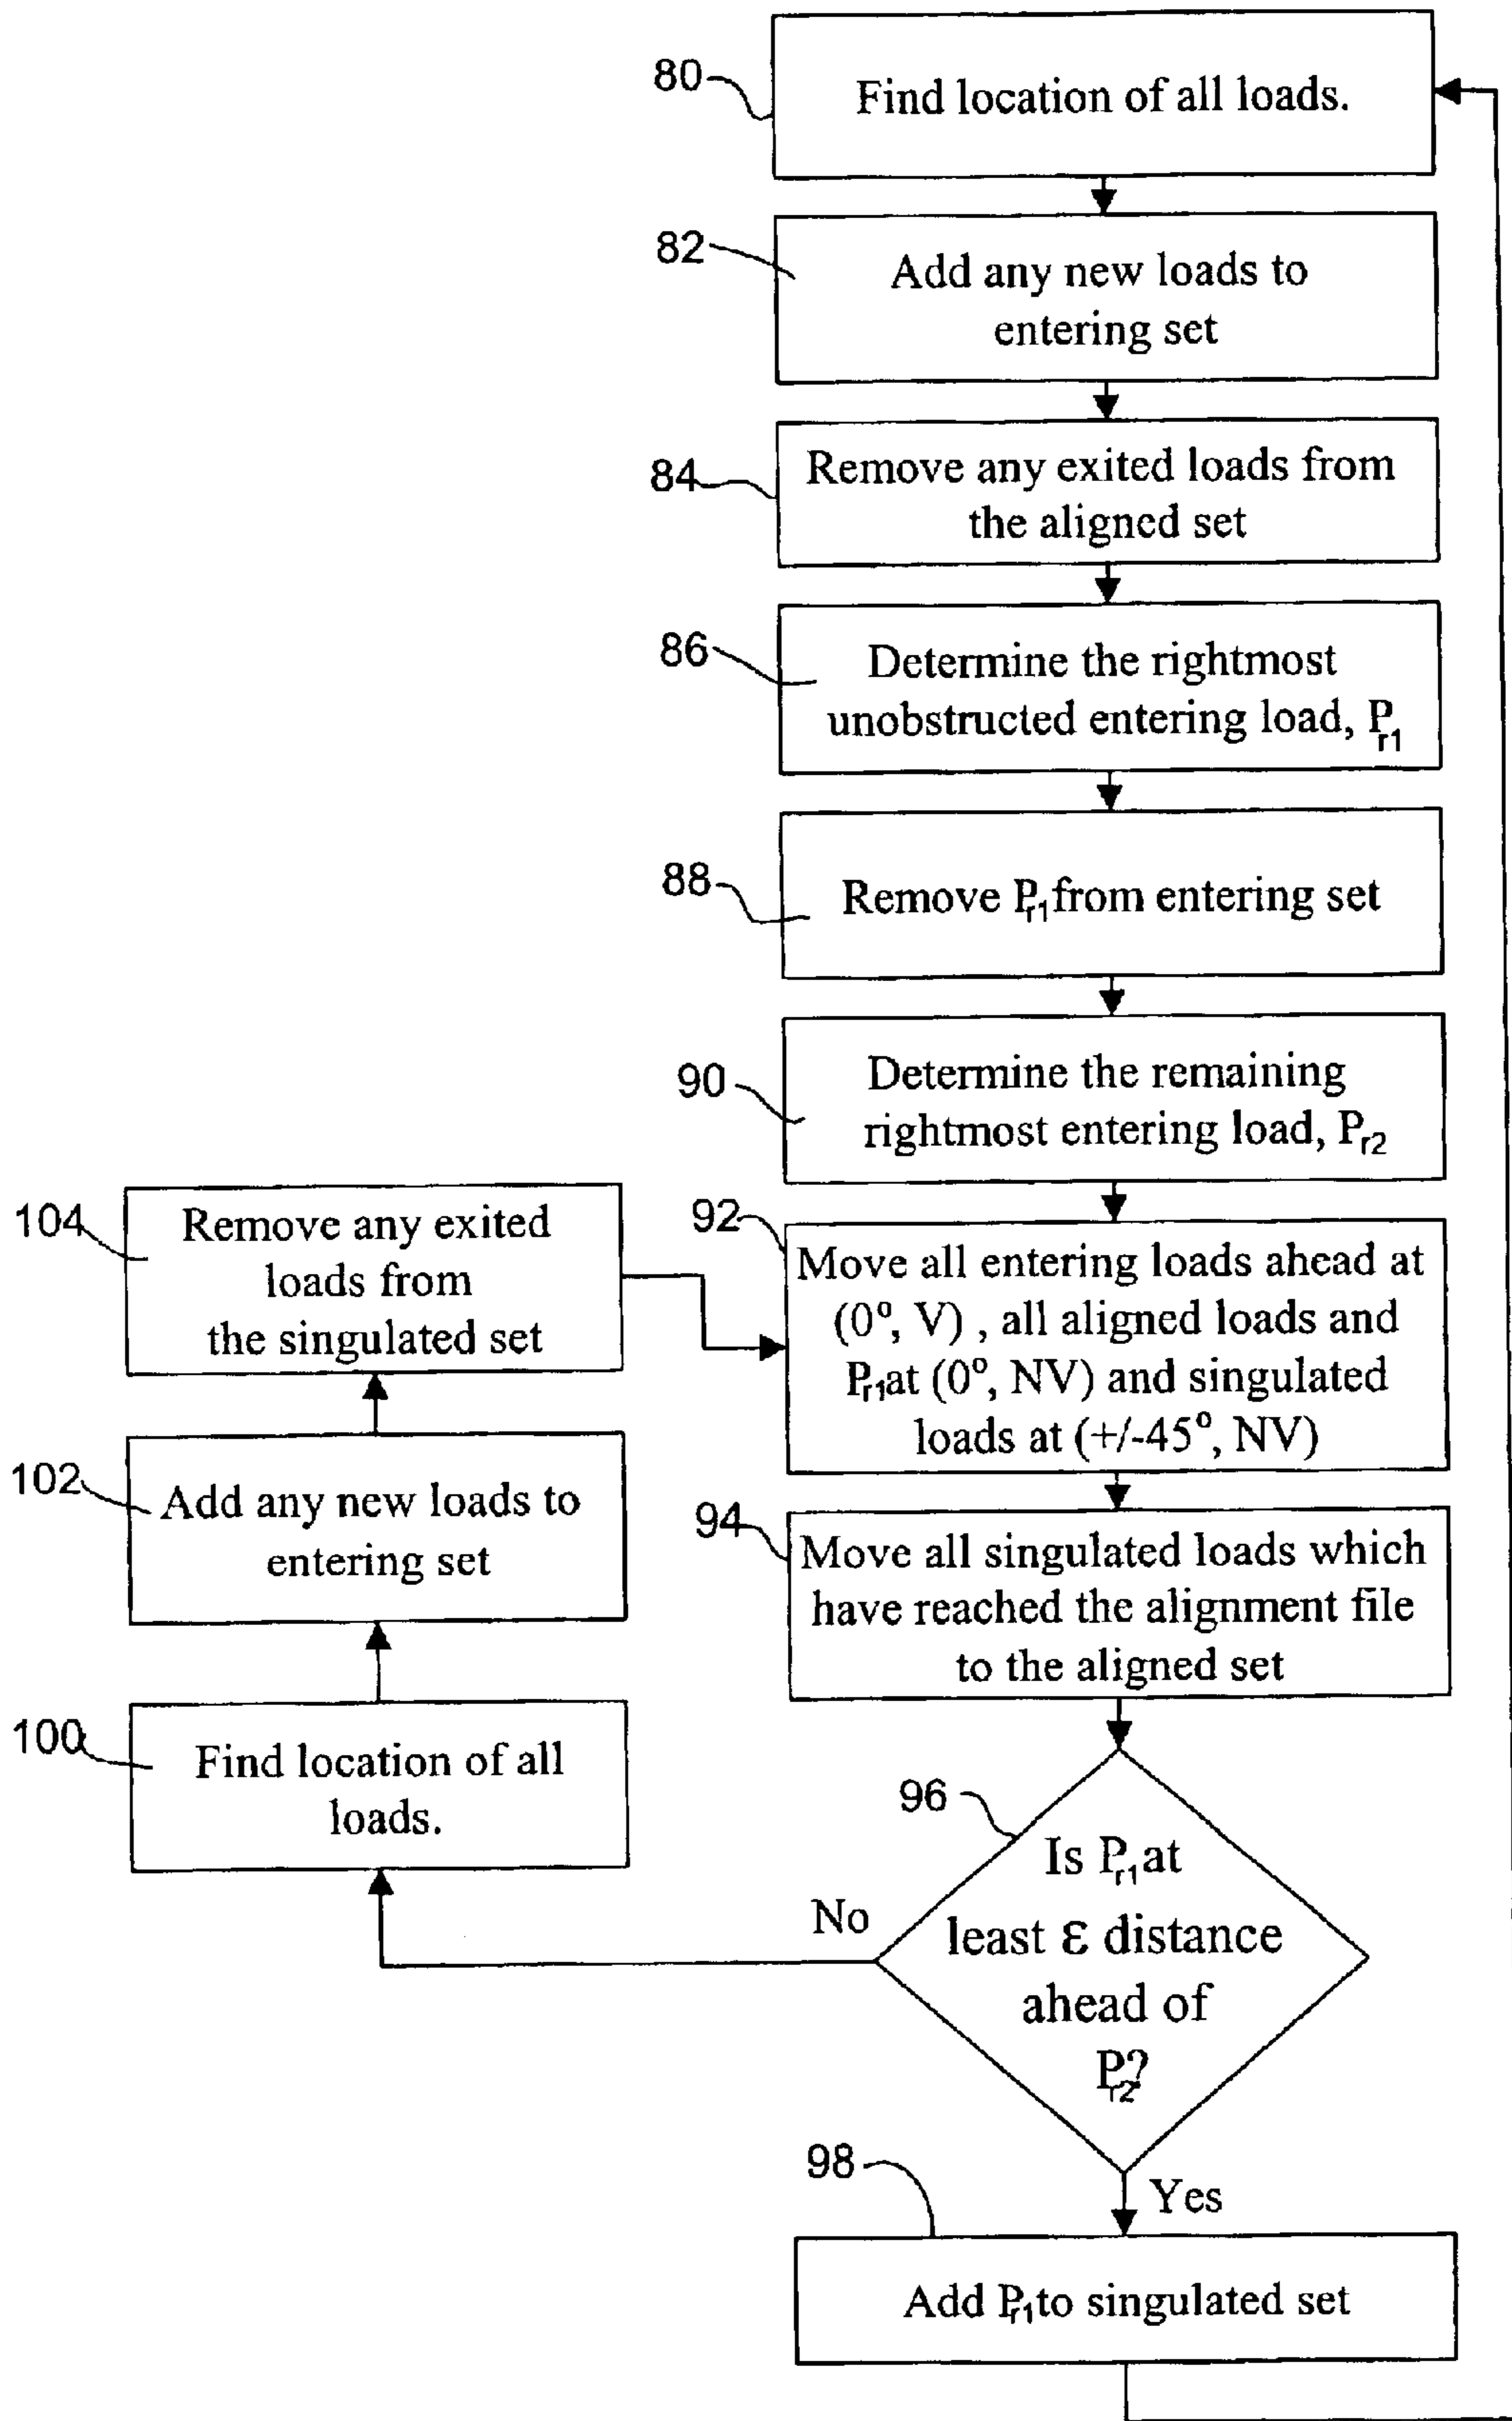 80
Find location of all loads.
82
Add any new loads to
entering set
84
Remove any exited loads from
the aligned set
86
Determine the rightmost
unobstructed entering load, Pr1
88
Remove Pr1 from entering set
90
Determine the remaining
rightmost entering load, Pr2
92
Move all entering loads ahead at
(0º, V) , all aligned loads and
Pr1 at (0º, NV) and singulated
loads at (+/-45º, NV)
94
Move all singulated loads which
have reached the alignment file
to the aligned set
96
Is Pr1 at
least ε distance
ahead of
Pr2?
No
Yes
98
Add Pr1 to singulated set
100
Find location of all
loads.
102
Add any new loads to
entering set
104
Remove any exited
loads from
the singulated set